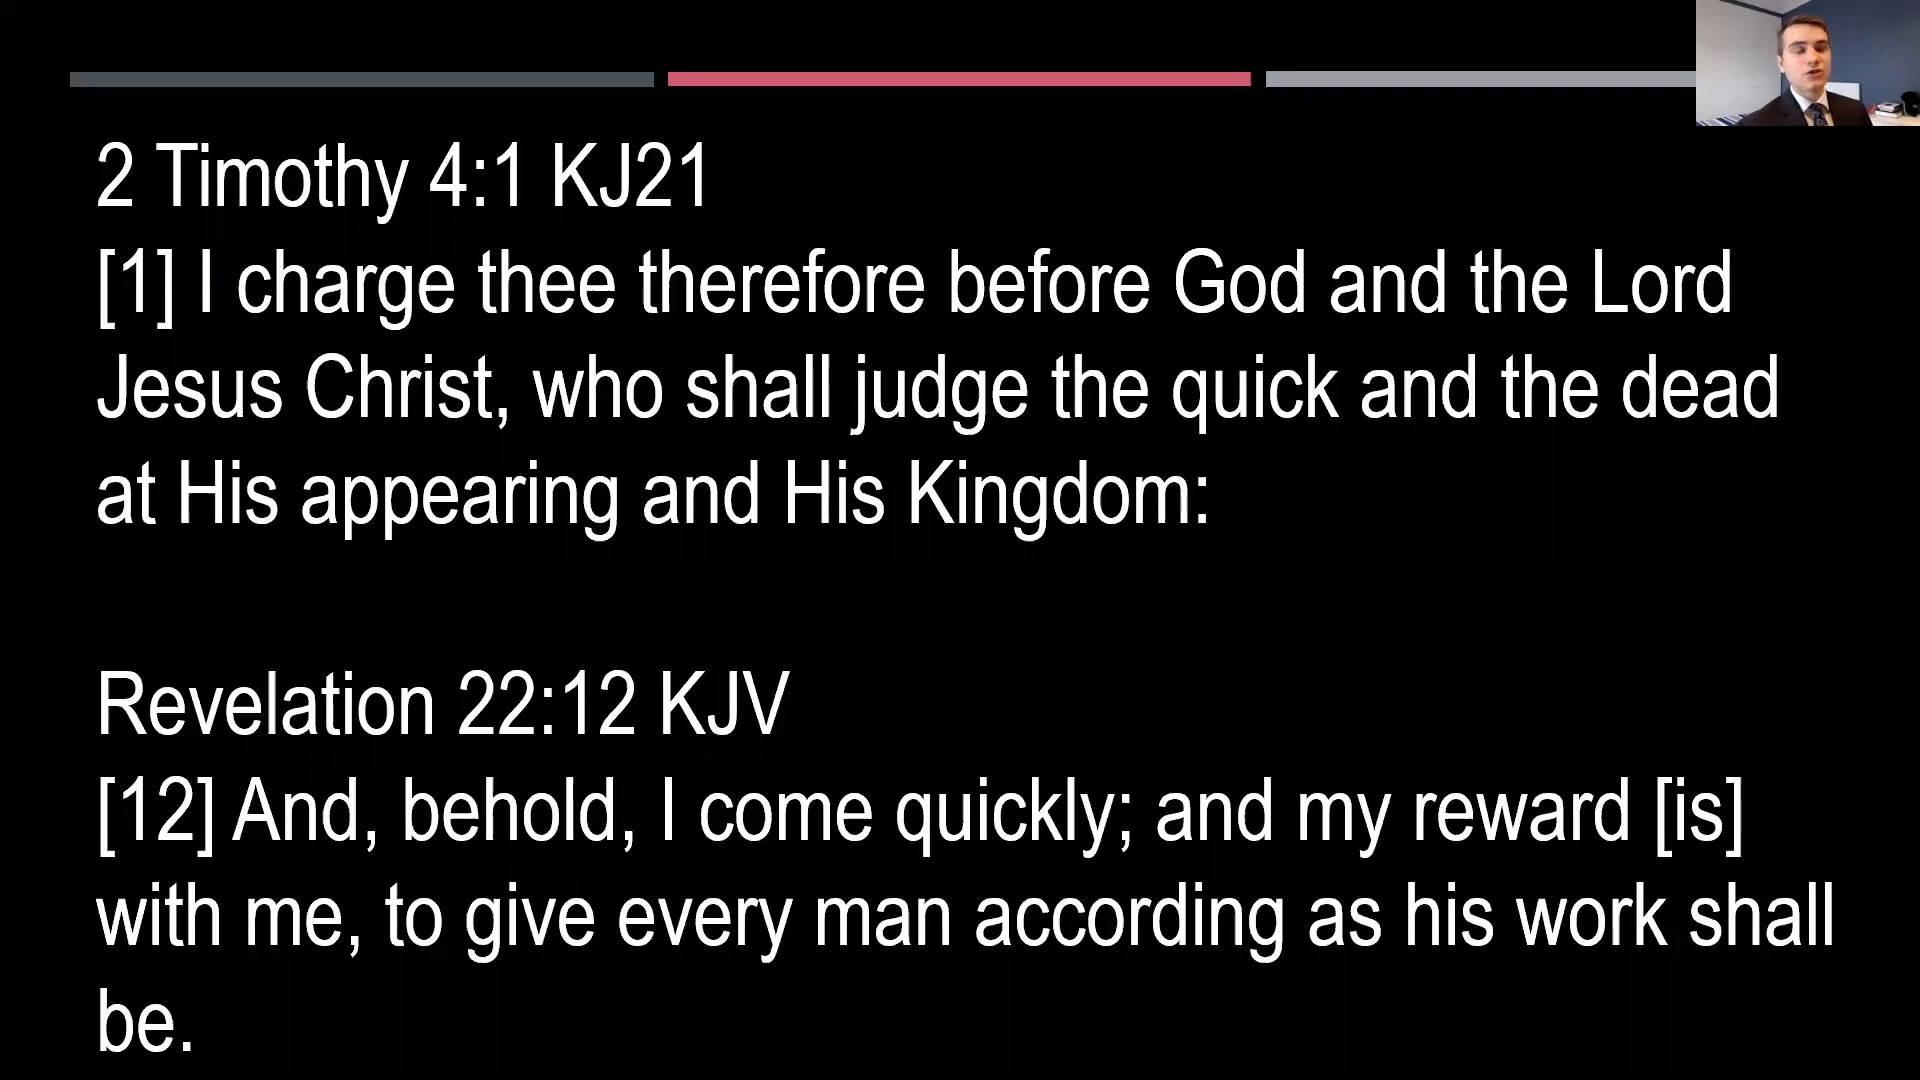 2 Timothy 4:1 KJ21
[1] I charge thee therefore before God and the Lord
Jesus Christ, who shall judge the quick and the dead
at His appearing and His Kingdom:
Revelation 22:12 KJV
[12] And, behold, I come quickly; and my reward [is]
with me, to give every man according as his work shall
be.